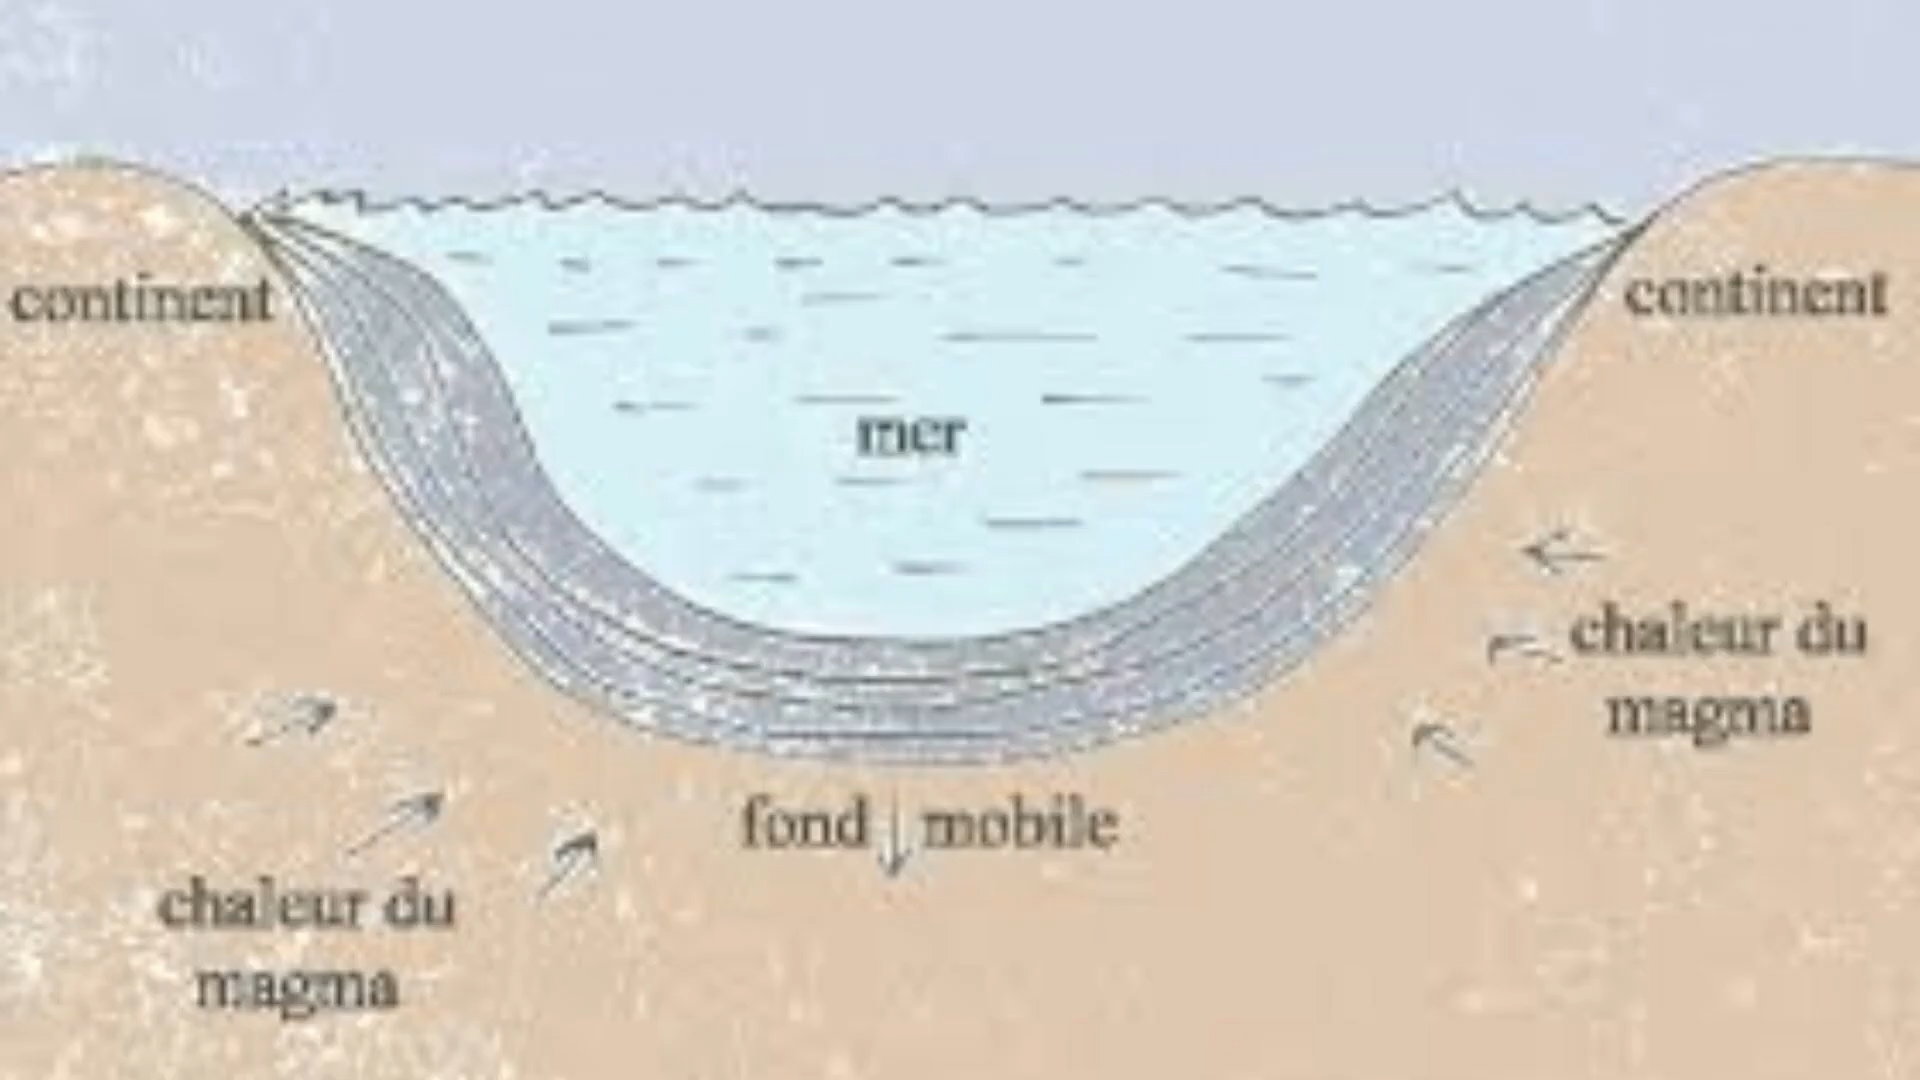 continent
continent
mer
chaleur du
magma
fond mobile
chaleur du
magma